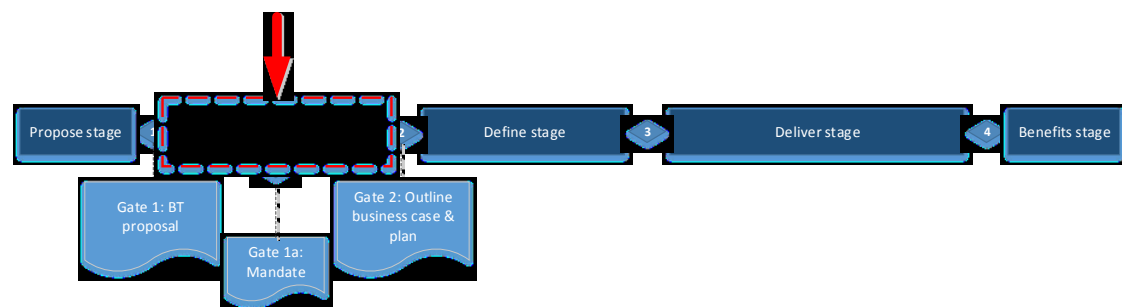 Propose stage
1
2
Define stage
3
Deliver stage
4
Benefits stage
Gate 1: BT
proposal
Gate 1a:
Mandate
Gate 2: Outline
business case &
plan